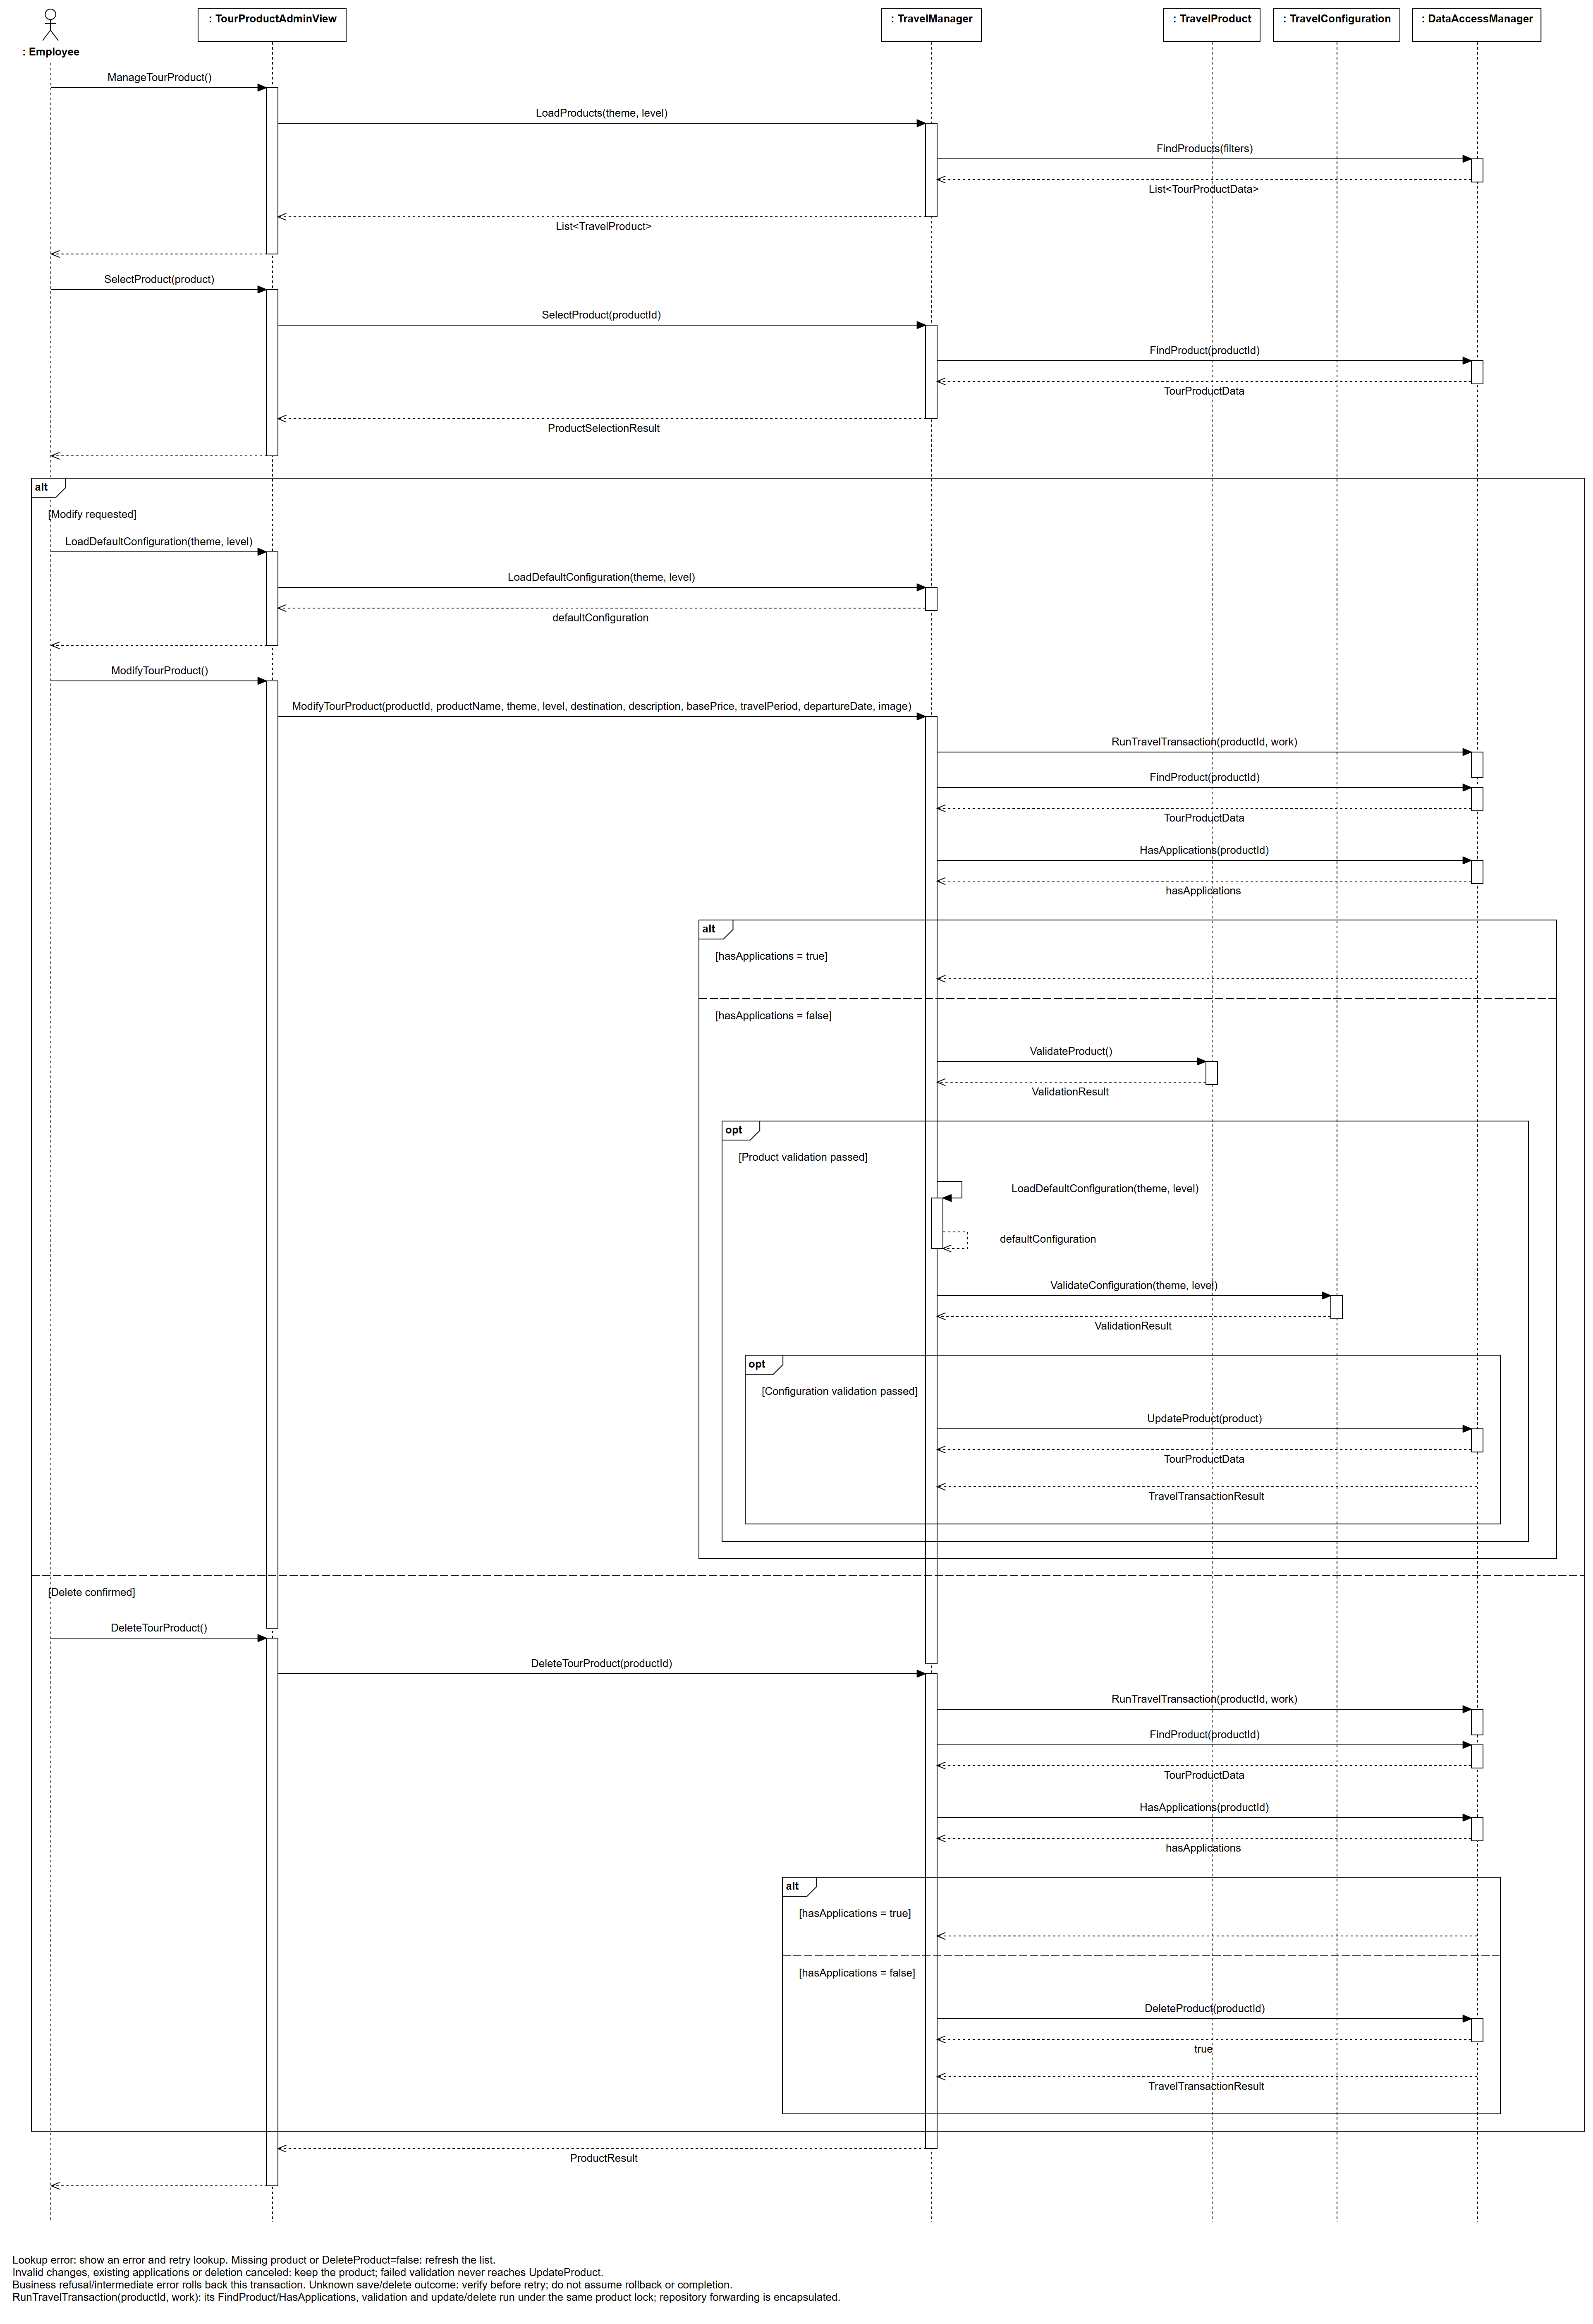 : Employee
: TourProductAdminView
: TravelManager
: TravelProduct
: TravelConfiguration
: DataAccessManager
ManageTourProduct()
LoadProducts(theme, level)
FindProducts(filters)
List<TourProductData>
List<TravelProduct>
SelectProduct(product)
SelectProduct(productId)
FindProduct(productId)
TourProductData
ProductSelectionResult
alt
[Modify requested]
LoadDefaultConfiguration(theme, level)
LoadDefaultConfiguration(theme, level)
defaultConfiguration
ModifyTourProduct()
ModifyTourProduct(productId, productName, theme, level, destination, description, basePrice, travelPeriod, departureDate, image)
RunTravelTransaction(productId, work)
FindProduct(productId)
TourProductData
HasApplications(productId)
hasApplications
alt
[hasApplications = true]
[hasApplications = false]
ValidateProduct()
ValidationResult
opt
[Product validation passed]
LoadDefaultConfiguration(theme, level)
defaultConfiguration
ValidateConfiguration(theme, level)
ValidationResult
opt
[Configuration validation passed]
UpdateProduct(product)
TourProductData
TravelTransactionResult
[Delete confirmed]
DeleteTourProduct()
DeleteTourProduct(productId)
RunTravelTransaction(productId, work)
FindProduct(productId)
TourProductData
HasApplications(productId)
hasApplications
alt
[hasApplications = true]
[hasApplications = false]
DeleteProduct(productId)
true
TravelTransactionResult
ProductResult
Lookup error: show an error and retry lookup. Missing product or DeleteProduct=false: refresh the list.
Invalid changes, existing applications or deletion canceled: keep the product; failed validation never reaches UpdateProduct.
Business refusal/intermediate error rolls back this transaction. Unknown save/delete outcome: verify before retry; do not assume rollback or completion.
RunTravelTransaction(productId, work): its FindProduct/HasApplications, validation and update/delete run under the same product lock; repository forwarding is encapsulated.